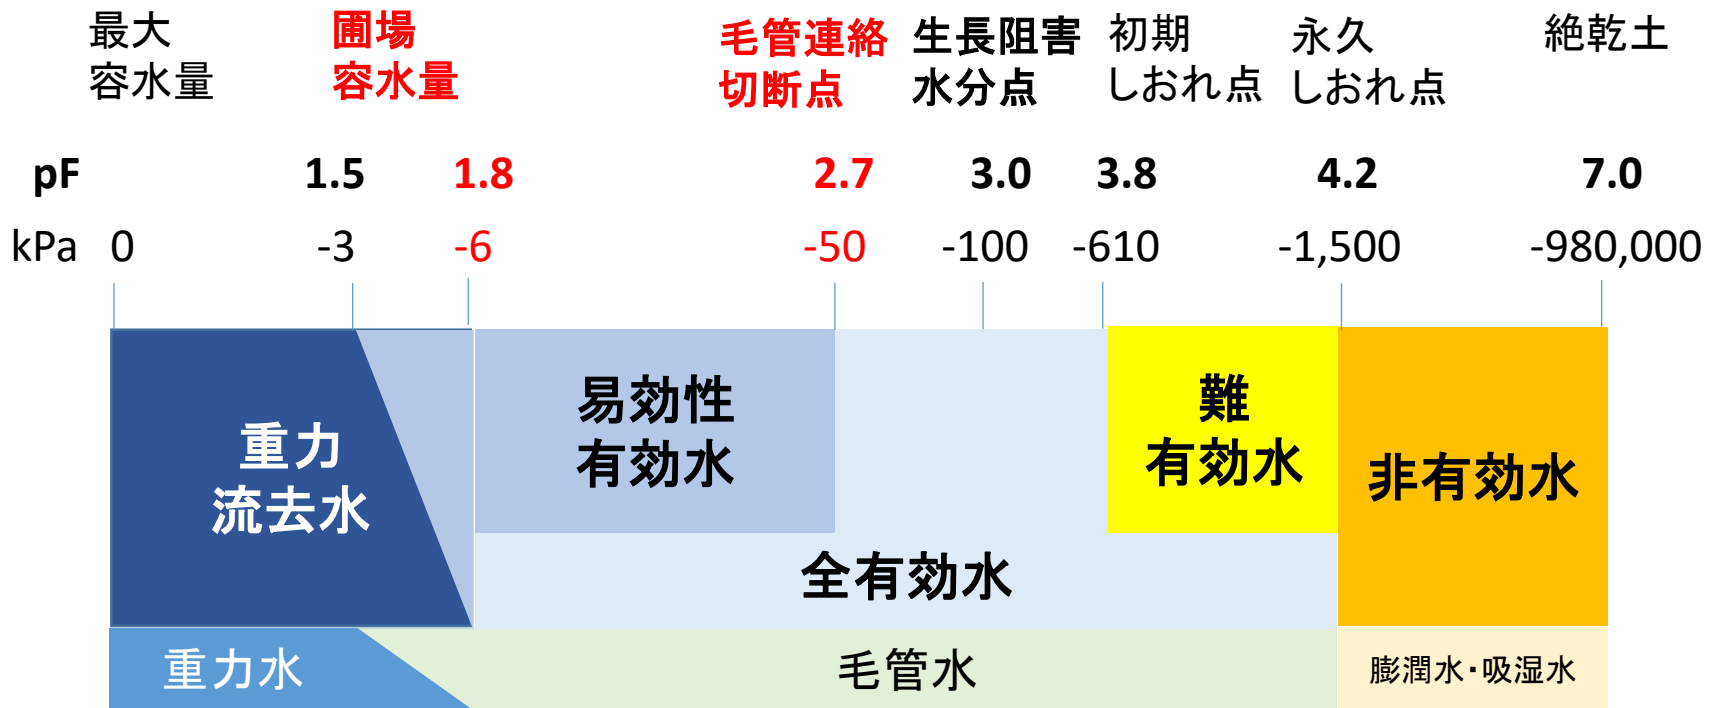 最大
容水量
圃場
容水量
毛管連絡
切断点
生長阻害
水分点
初期
しおれ点
永久
しおれ点
絶乾土
pF 1.5 1.8 2.7 3.0 3.8 4.2 7.0
kPa 0 -3 -6 -50 -100 -610 -1,500 -980,000
重力
流去水
易効性
有効水
難
有効水
非有効水
全有効水
重力水
毛管水
膨潤水・吸湿水